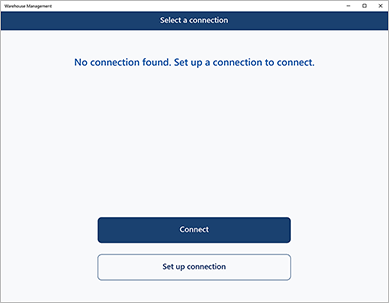 Warehouse Management
Select a connection
No connection found. Set up a connection to connect.
Connect
Set up connection